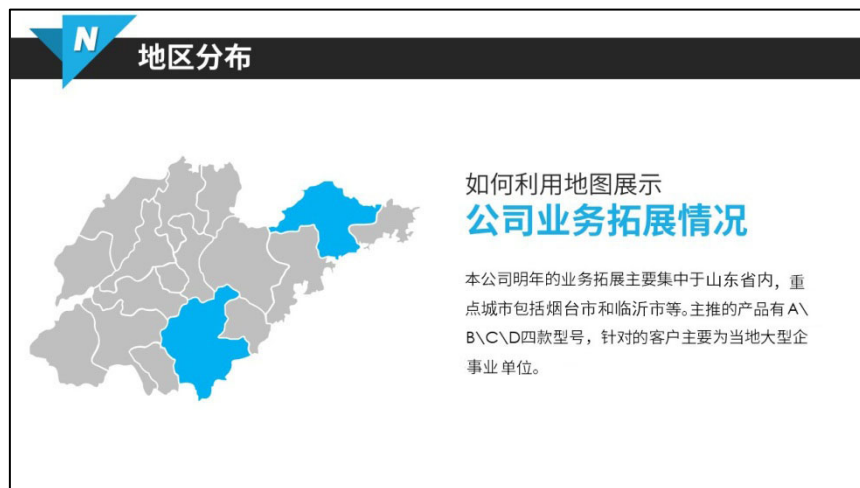 N
地区分布
如何利用地图展示
公司业务拓展情况
本公司明年的业务拓展主要集中于山东省内，重
点城市包括烟台市和临沂市等。主推的产品有A\
B\C\D四款型号，针对的客户主要为当地大型企
事业单位。